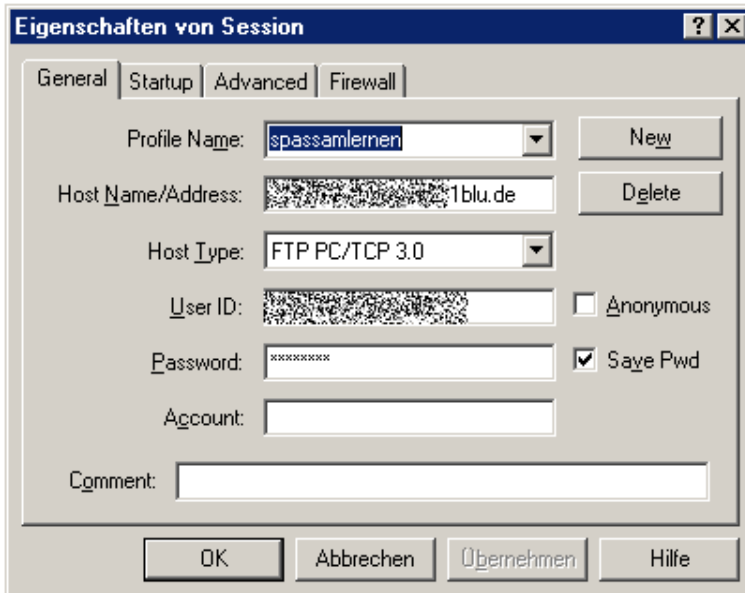 Eigenschaften von Session
General Startup Advanced Firewall
Profile Name: spassamlernen New
Host Name/Address: 1blu.de Delete
Host Type: FTP PC/TCP 3.0
User ID: Anonymous
Password: ******** Save Pwd
Account:
Comment:
OK Abbrechen Übernehmen Hilfe